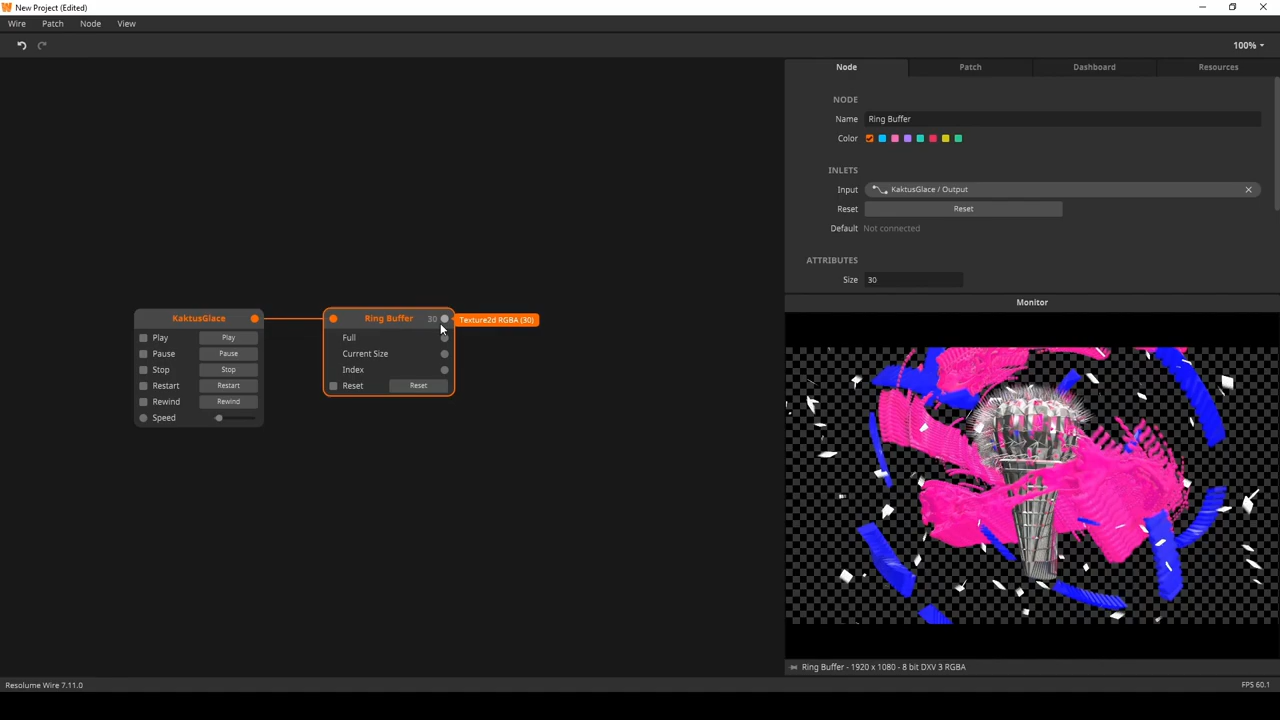 New Project (Edited)
Wire Patch Node View
100%
Node Patch Dashboard Resources
NODE
Name Ring Buffer
Color
INLETS
Input KaktusGlace / Output
Reset Reset
Default Not connected
ATTRIBUTES
Size 30
Monitor
KaktusGlace
Play Play
Pause Pause
Stop Stop
Restart Restart
Rewind Rewind
Speed
Ring Buffer 30
Texture2d RGBA (30)
Full
Current Size
Index
Reset Reset
Ring Buffer - 1920 x 1080 - 8 bit DXV 3 RGBA
Resolume Wire 7.11.0
FPS 60.1